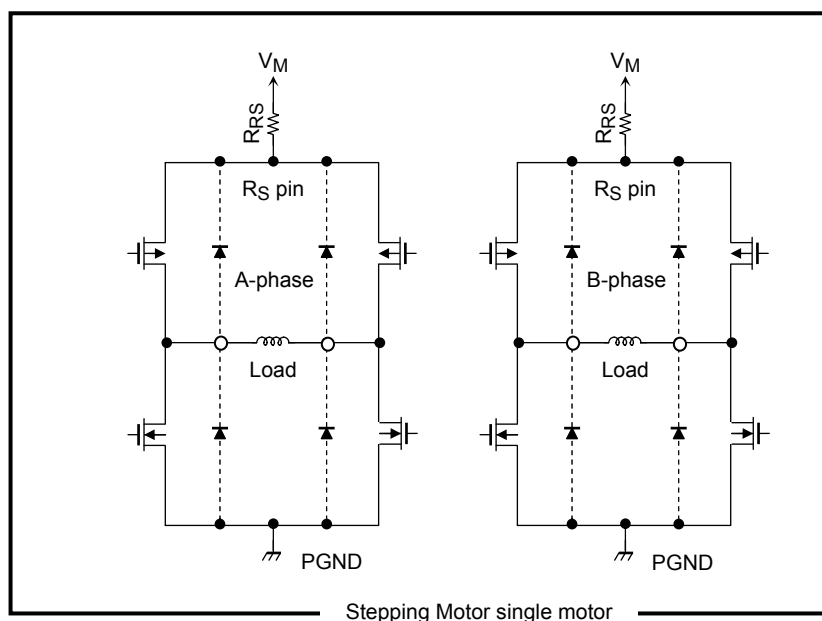 VM
RRS
RS pin
A-phase
Load
PGND
VM
RRS
RS pin
B-phase
Load
PGND
Stepping Motor single motor